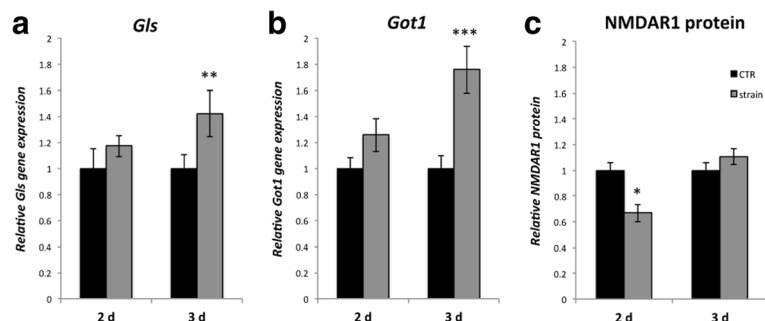 a
Gls
Relative Gls gene expression
2
1.8
1.6
1.4
1.2
1
0.8
0.6
0.4
0.2
0
**
2 d
3 d
b
Got1
Relative Got1 gene expression
2
1.8
1.6
1.4
1.2
1
0.8
0.6
0.4
0.2
0
***
2 d
3 d
c
NMDAR1 protein
Relative NMDAR1 protein
2
1.8
1.6
1.4
1.2
1
0.8
0.6
0.4
0.2
0
CTR
strain
*
2 d
3 d